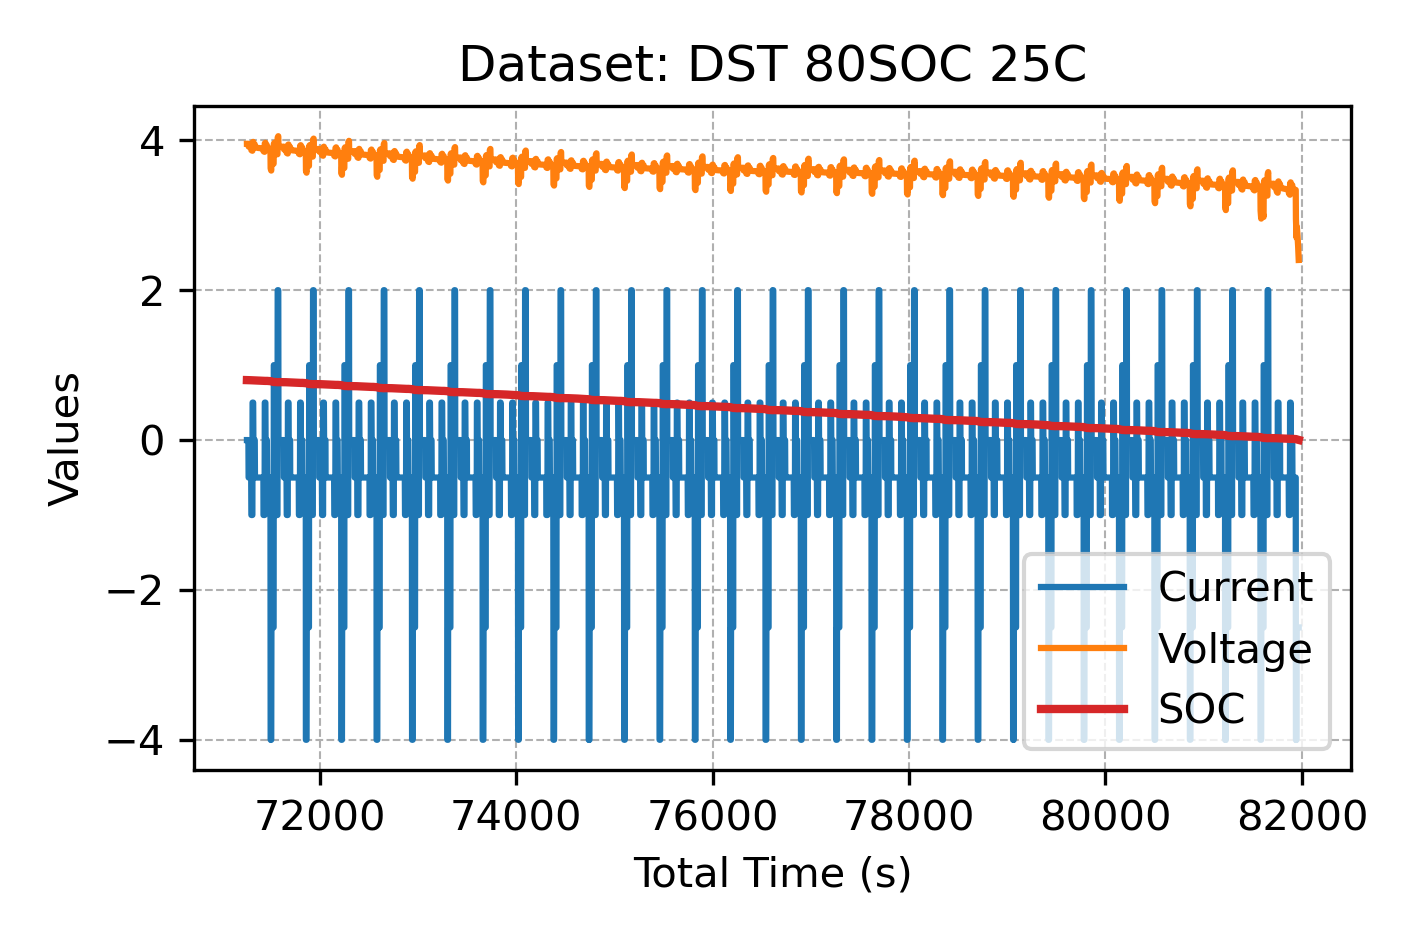 Dataset: DST 80SOC 25C
4
2
0
−2
−4
Values
Current
Voltage
SOC
72000 74000 76000 78000 80000 82000
Total Time (s)